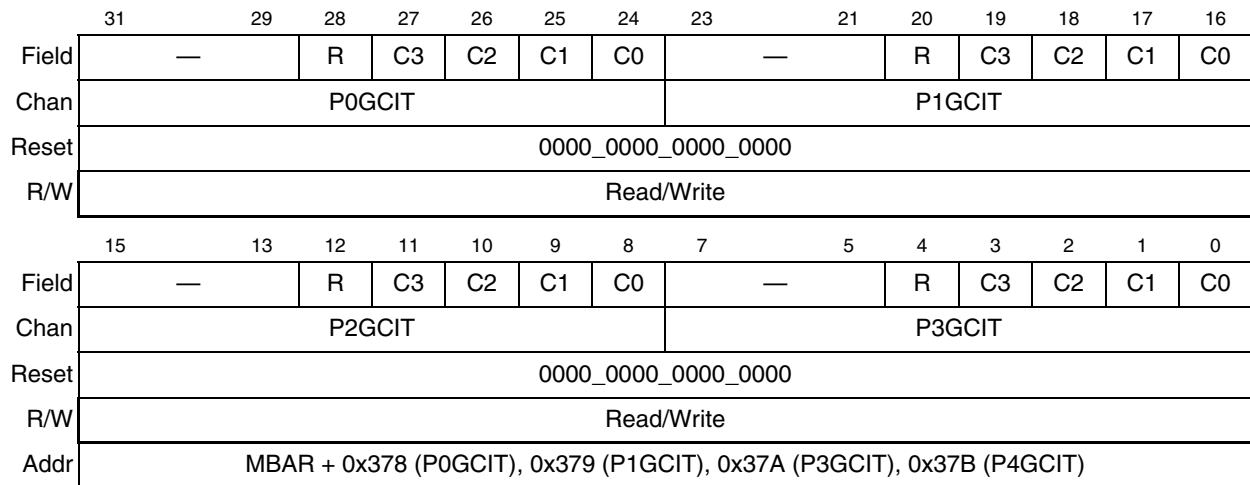 31 29 28 27 26 25 24 23 21 20 19 18 17 16
Field — R C3 C2 C1 C0 — R C3 C2 C1 C0
Chan P0GCIT P1GCIT
Reset 0000_0000_0000_0000
R/W Read/Write
15 13 12 11 10 9 8 7 5 4 3 2 1 0
Field — R C3 C2 C1 C0 — R C3 C2 C1 C0
Chan P2GCIT P3GCIT
Reset 0000_0000_0000_0000
R/W Read/Write
Addr MBAR + 0x378 (P0GCIT), 0x379 (P1GCIT), 0x37A (P3GCIT), 0x37B (P4GCIT)